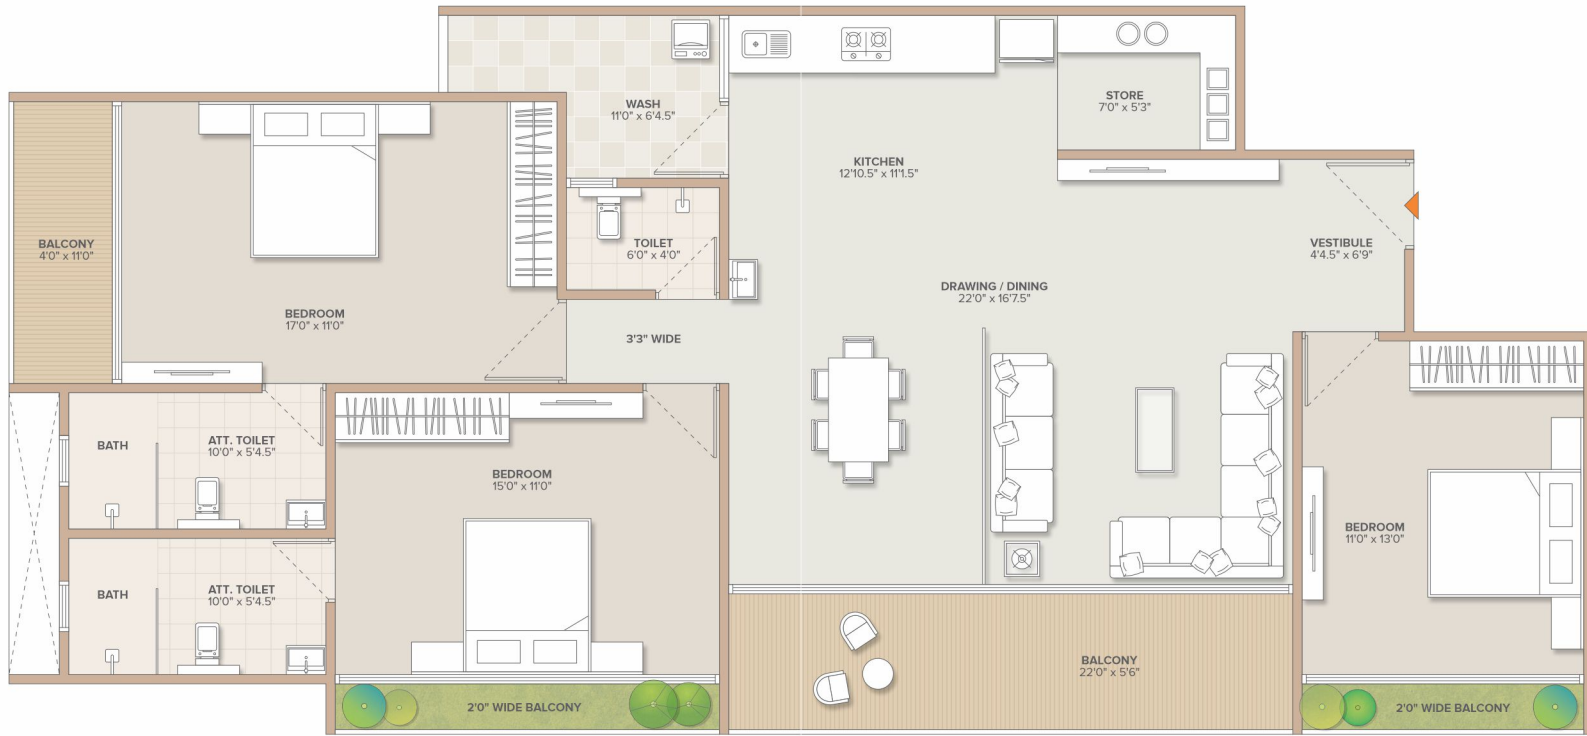 WASH
11'0" x 6'4.5"
STORE
7'0" x 5'3"
KITCHEN
12'10.5" x 11'1.5"
BALCONY
4'0" x 11'0"
TOILET
6'0" x 4'0"
VESTIBULE
4'4.5" x 6'9"
DRAWING / DINING
22'0" x 16'7.5"
BEDROOM
17'0" x 11'0"
3'3" WIDE
BATH
ATT. TOILET
10'0" x 5'4.5"
BEDROOM
15'0" x 11'0"
BEDROOM
11'0" x 13'0"
BATH
ATT. TOILET
10'0" x 5'4.5"
BALCONY
22'0" x 5'6"
2'0" WIDE BALCONY
2'0" WIDE BALCONY